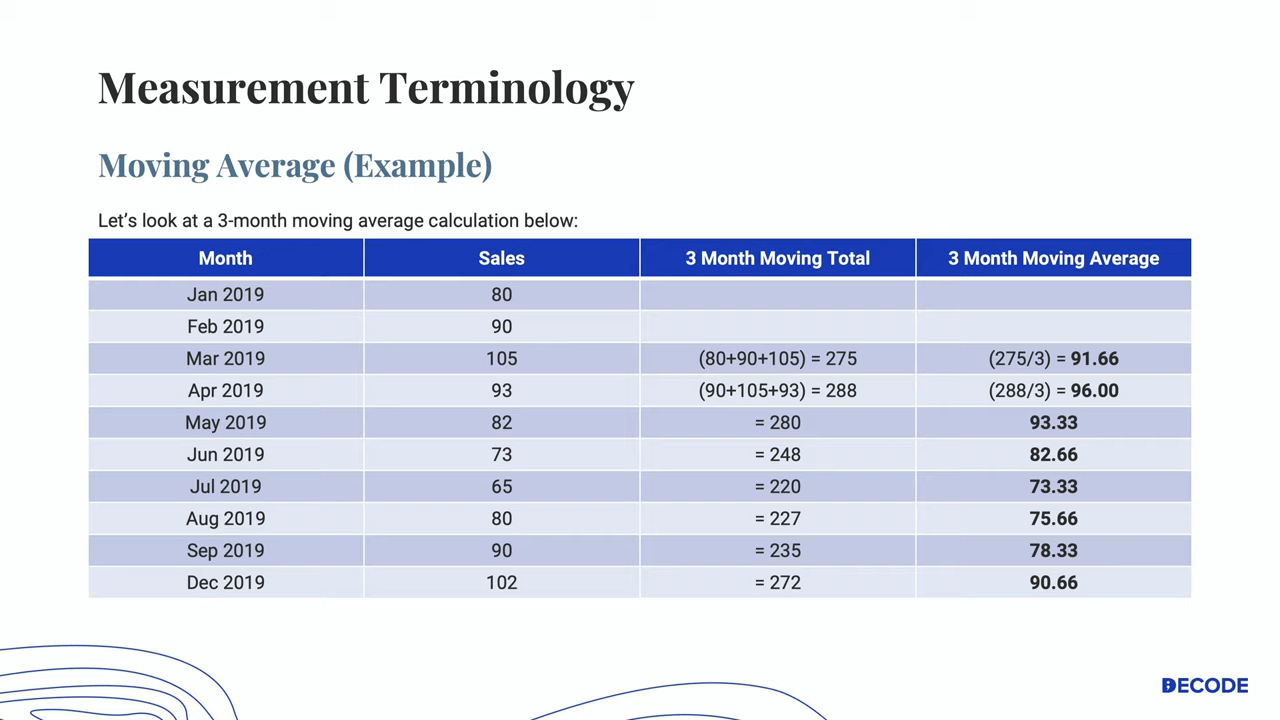 Measurement Terminology
Moving Average (Example)
Let’s look at a 3-month moving average calculation below:
Month Sales 3 Month Moving Total 3 Month Moving Average
Jan 2019 80
Feb 2019 90
Mar 2019 105 (80+90+105) = 275 (275/3) = 91.66
Apr 2019 93 (90+105+93) = 288 (288/3) = 96.00
May 2019 82 = 280 93.33
Jun 2019 73 = 248 82.66
Jul 2019 65 = 220 73.33
Aug 2019 80 = 227 75.66
Sep 2019 90 = 235 78.33
Dec 2019 102 = 272 90.66
DECODE